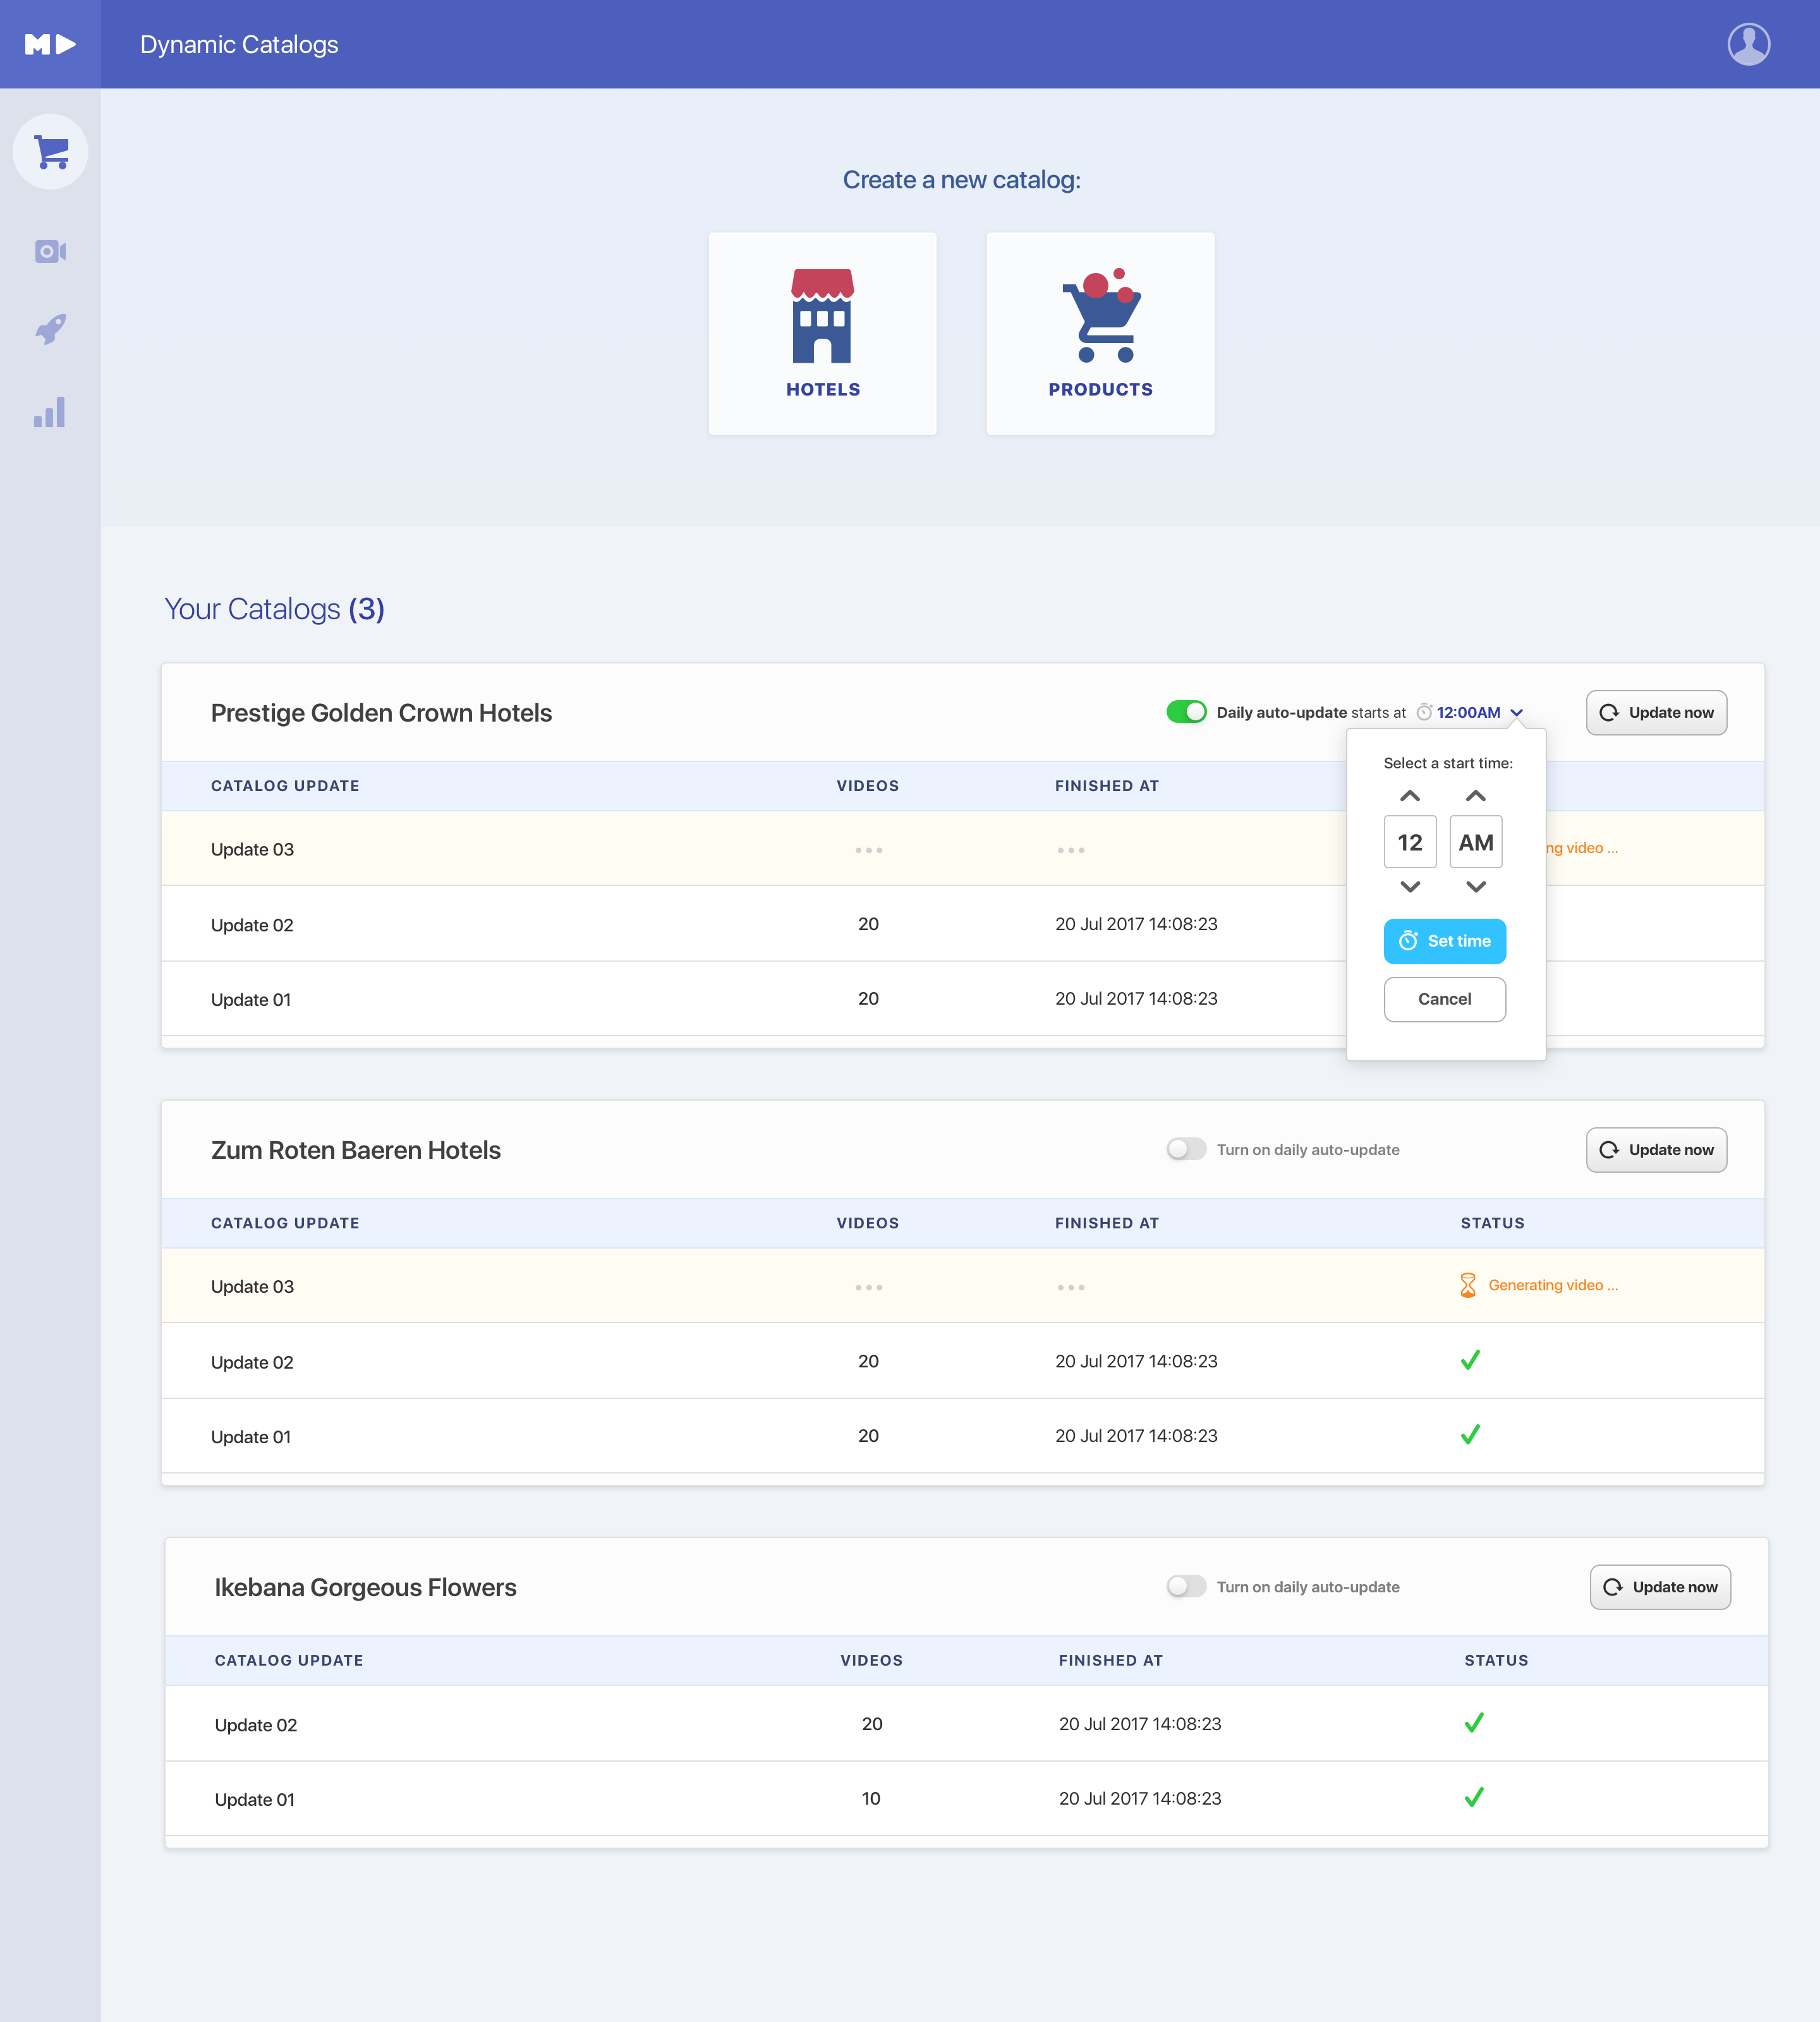 Dynamic Catalogs
Create a new catalog:
HOTELS
PRODUCTS
Your Catalogs (3)
Prestige Golden Crown Hotels
Daily auto-update starts at 12:00AM
Update now
Select a start time:
12 AM
Set time
Cancel
CATALOG UPDATE VIDEOS FINISHED AT
Update 03 ... ... ng video ...
Update 02 20 20 Jul 2017 14:08:23
Update 01 20 20 Jul 2017 14:08:23
Zum Roten Baeren Hotels
Turn on daily auto-update
Update now
CATALOG UPDATE VIDEOS FINISHED AT STATUS
Update 03 ... ... Generating video ...
Update 02 20 20 Jul 2017 14:08:23
Update 01 20 20 Jul 2017 14:08:23
Ikebana Gorgeous Flowers
Turn on daily auto-update
Update now
CATALOG UPDATE VIDEOS FINISHED AT STATUS
Update 02 20 20 Jul 2017 14:08:23
Update 01 10 20 Jul 2017 14:08:23